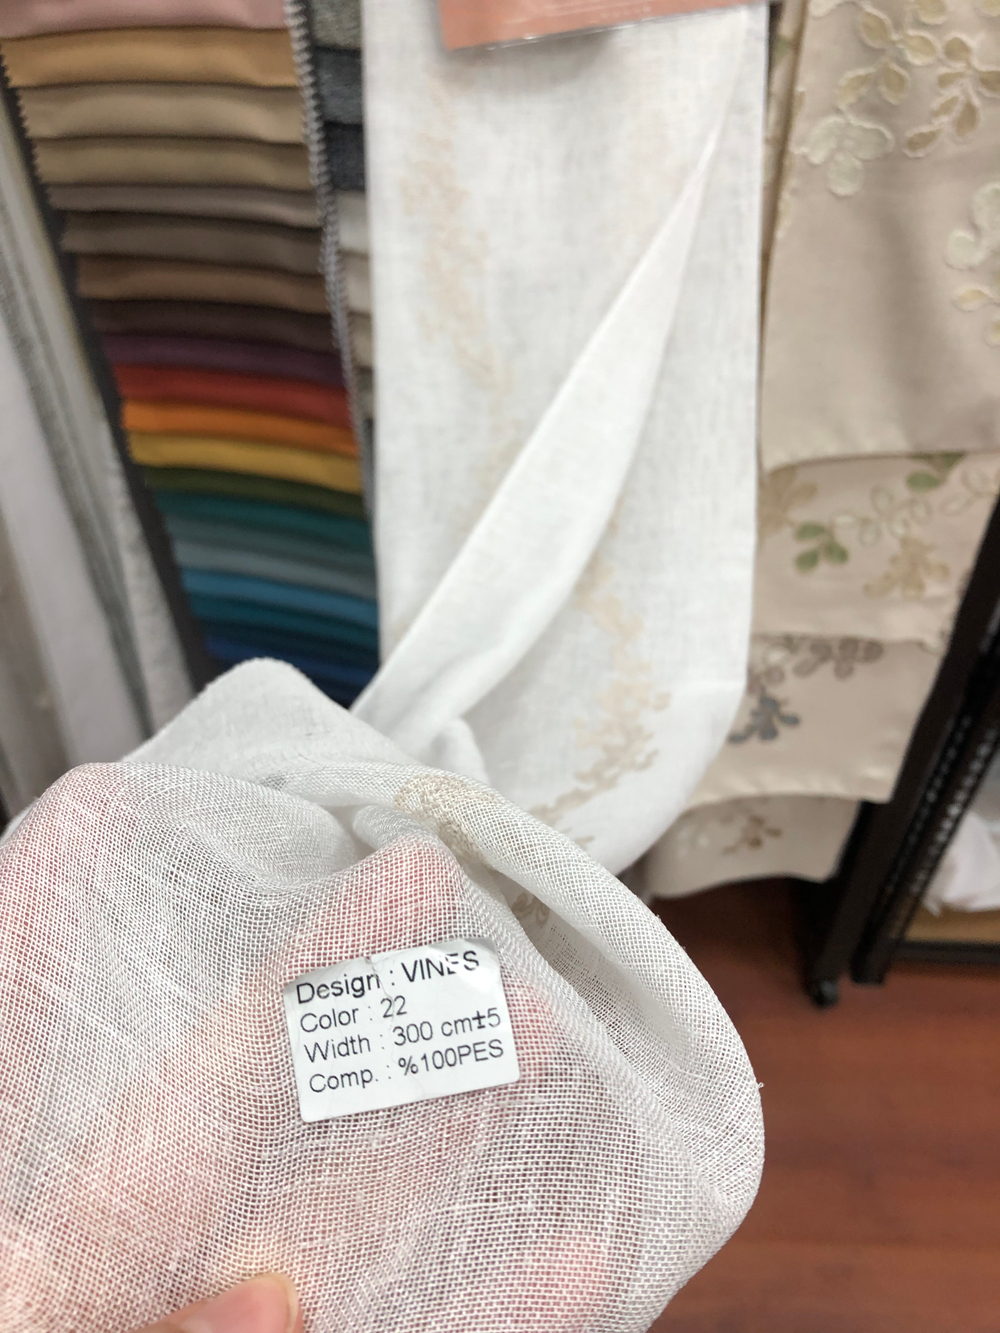 Design : VINES
Color : 22
Width : 300 cm±5
Comp. : %100PES